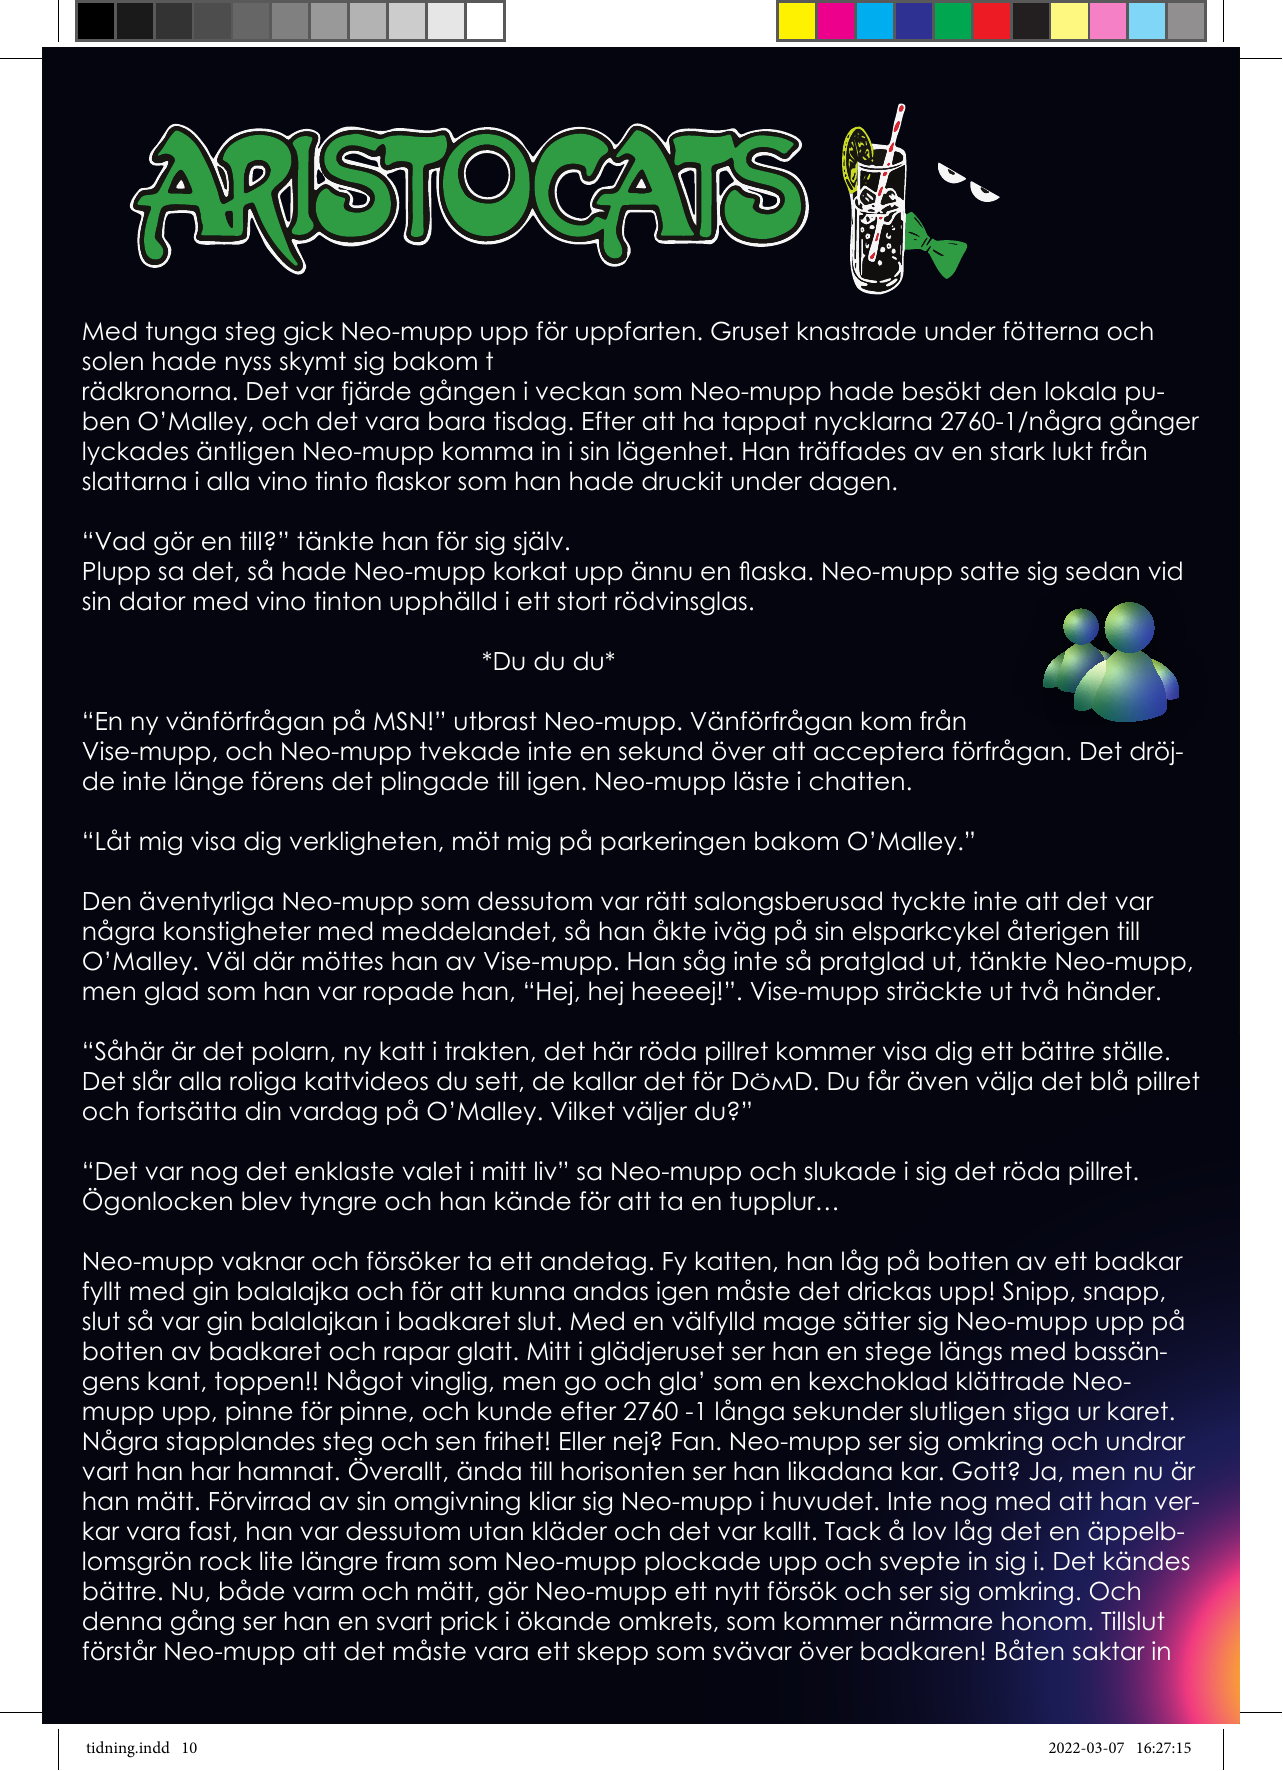 ARISTOCATS
Med tunga steg gick Neo-mupp upp för uppfarten. Gruset knastrade under fötterna och
solen hade nyss skymt sig bakom t
rädkronorna. Det var fjärde gången i veckan som Neo-mupp hade besökt den lokala pu-
ben O’Malley, och det vara bara tisdag. Efter att ha tappat nycklarna 2760-1/några gånger
lyckades äntligen Neo-mupp komma in i sin lägenhet. Han träffades av en stark lukt från
slattarna i alla vino tinto flaskor som han hade druckit under dagen.
“Vad gör en till?” tänkte han för sig själv.
Plupp sa det, så hade Neo-mupp korkat upp ännu en flaska. Neo-mupp satte sig sedan vid
sin dator med vino tinton upphälld i ett stort rödvinsglas.
*Du du du*
“En ny vänförfrågan på MSN!” utbrast Neo-mupp. Vänförfrågan kom från
Vise-mupp, och Neo-mupp tvekade inte en sekund över att acceptera förfrågan. Det dröj-
de inte länge förens det plingade till igen. Neo-mupp läste i chatten.
“Låt mig visa dig verkligheten, möt mig på parkeringen bakom O’Malley.”
Den äventyrliga Neo-mupp som dessutom var rätt salongsberusad tyckte inte att det var
några konstigheter med meddelandet, så han åkte iväg på sin elsparkcykel återigen till
O’Malley. Väl där möttes han av Vise-mupp. Han såg inte så pratglad ut, tänkte Neo-mupp,
men glad som han var ropade han, “Hej, hej heeeej!”. Vise-mupp sträckte ut två händer.
“Såhär är det polarn, ny katt i trakten, det här röda pillret kommer visa dig ett bättre ställe.
Det slår alla roliga kattvideos du sett, de kallar det för DömD. Du får även välja det blå pillret
och fortsätta din vardag på O’Malley. Vilket väljer du?”
“Det var nog det enklaste valet i mitt liv” sa Neo-mupp och slukade i sig det röda pillret.
Ögonlocken blev tyngre och han kände för att ta en tupplur…
Neo-mupp vaknar och försöker ta ett andetag. Fy katten, han låg på botten av ett badkar
fyllt med gin balalajka och för att kunna andas igen måste det drickas upp! Snipp, snapp,
slut så var gin balalajkan i badkaret slut. Med en välfylld mage sätter sig Neo-mupp upp på
botten av badkaret och rapar glatt. Mitt i glädjeruset ser han en stege längs med bassän-
gens kant, toppen!! Något vinglig, men go och gla’ som en kexchoklad klättrade Neo-
mupp upp, pinne för pinne, och kunde efter 2760 -1 långa sekunder slutligen stiga ur karet.
Några stapplandes steg och sen frihet! Eller nej? Fan. Neo-mupp ser sig omkring och undrar
vart han har hamnat. Överallt, ända till horisonten ser han likadana kar. Gott? Ja, men nu är
han mätt. Förvirrad av sin omgivning kliar sig Neo-mupp i huvudet. Inte nog med att han ver-
kar vara fast, han var dessutom utan kläder och det var kallt. Tack å lov låg det en äppelb-
lomsgrön rock lite längre fram som Neo-mupp plockade upp och svepte in sig i. Det kändes
bättre. Nu, både varm och mätt, gör Neo-mupp ett nytt försök och ser sig omkring. Och
denna gång ser han en svart prick i ökande omkrets, som kommer närmare honom. Tillslut
förstår Neo-mupp att det måste vara ett skepp som svävar över badkaren! Båten saktar in
tidning.indd   10
2022-03-07   16:27:15